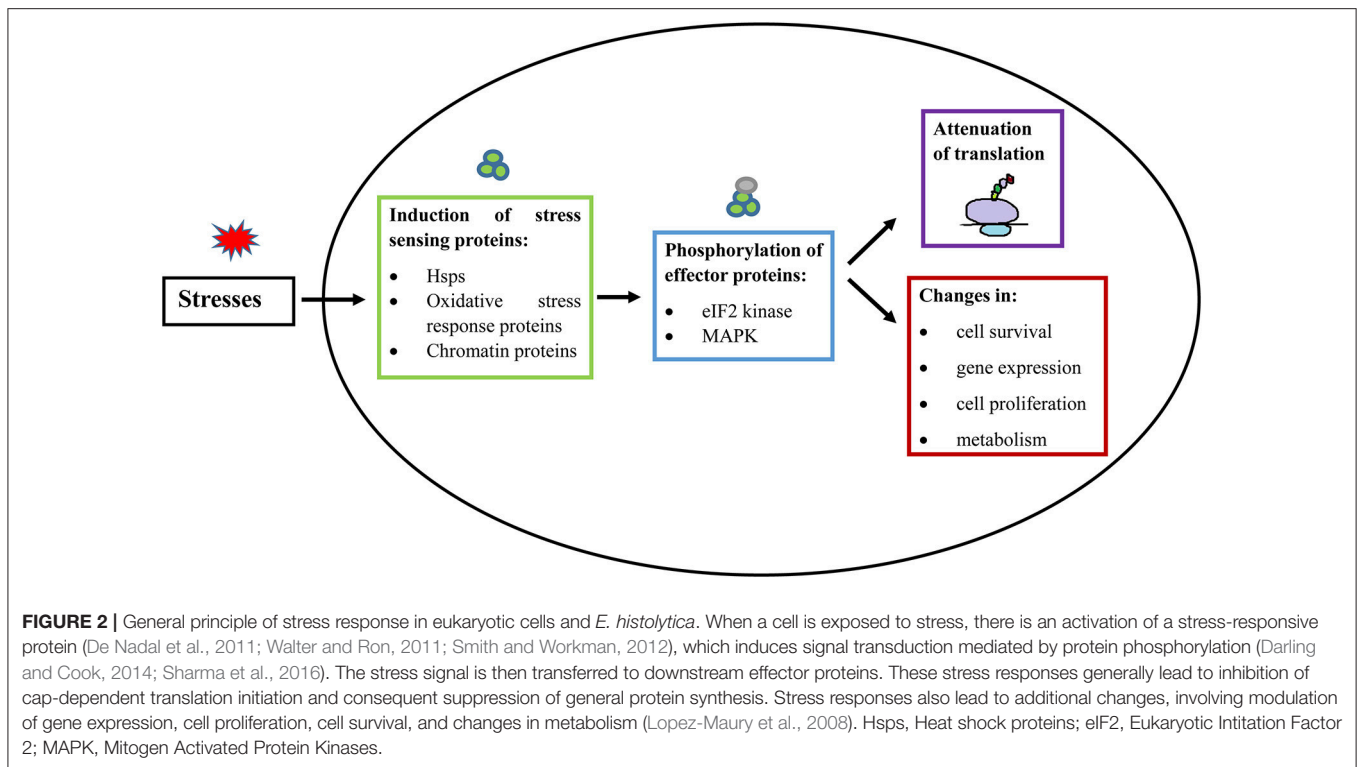 Stresses
Induction of stress
sensing proteins:
• Hsps
• Oxidative stress
response proteins
• Chromatin proteins
Phosphorylation of
effector proteins:
• eIF2 kinase
• MAPK
Attenuation
of translation
Changes in:
• cell survival
• gene expression
• cell proliferation
• metabolism
FIGURE 2 | General principle of stress response in eukaryotic cells and E. histolytica. When a cell is exposed to stress, there is an activation of a stress-responsive
protein (De Nadal et al., 2011; Walter and Ron, 2011; Smith and Workman, 2012), which induces signal transduction mediated by protein phosphorylation (Darling
and Cook, 2014; Sharma et al., 2016). The stress signal is then transferred to downstream effector proteins. These stress responses generally lead to inhibition of
cap-dependent translation initiation and consequent suppression of general protein synthesis. Stress responses also lead to additional changes, involving modulation
of gene expression, cell proliferation, cell survival, and changes in metabolism (Lopez-Maury et al., 2008). Hsps, Heat shock proteins; eIF2, Eukaryotic Intitation Factor
2; MAPK, Mitogen Activated Protein Kinases.